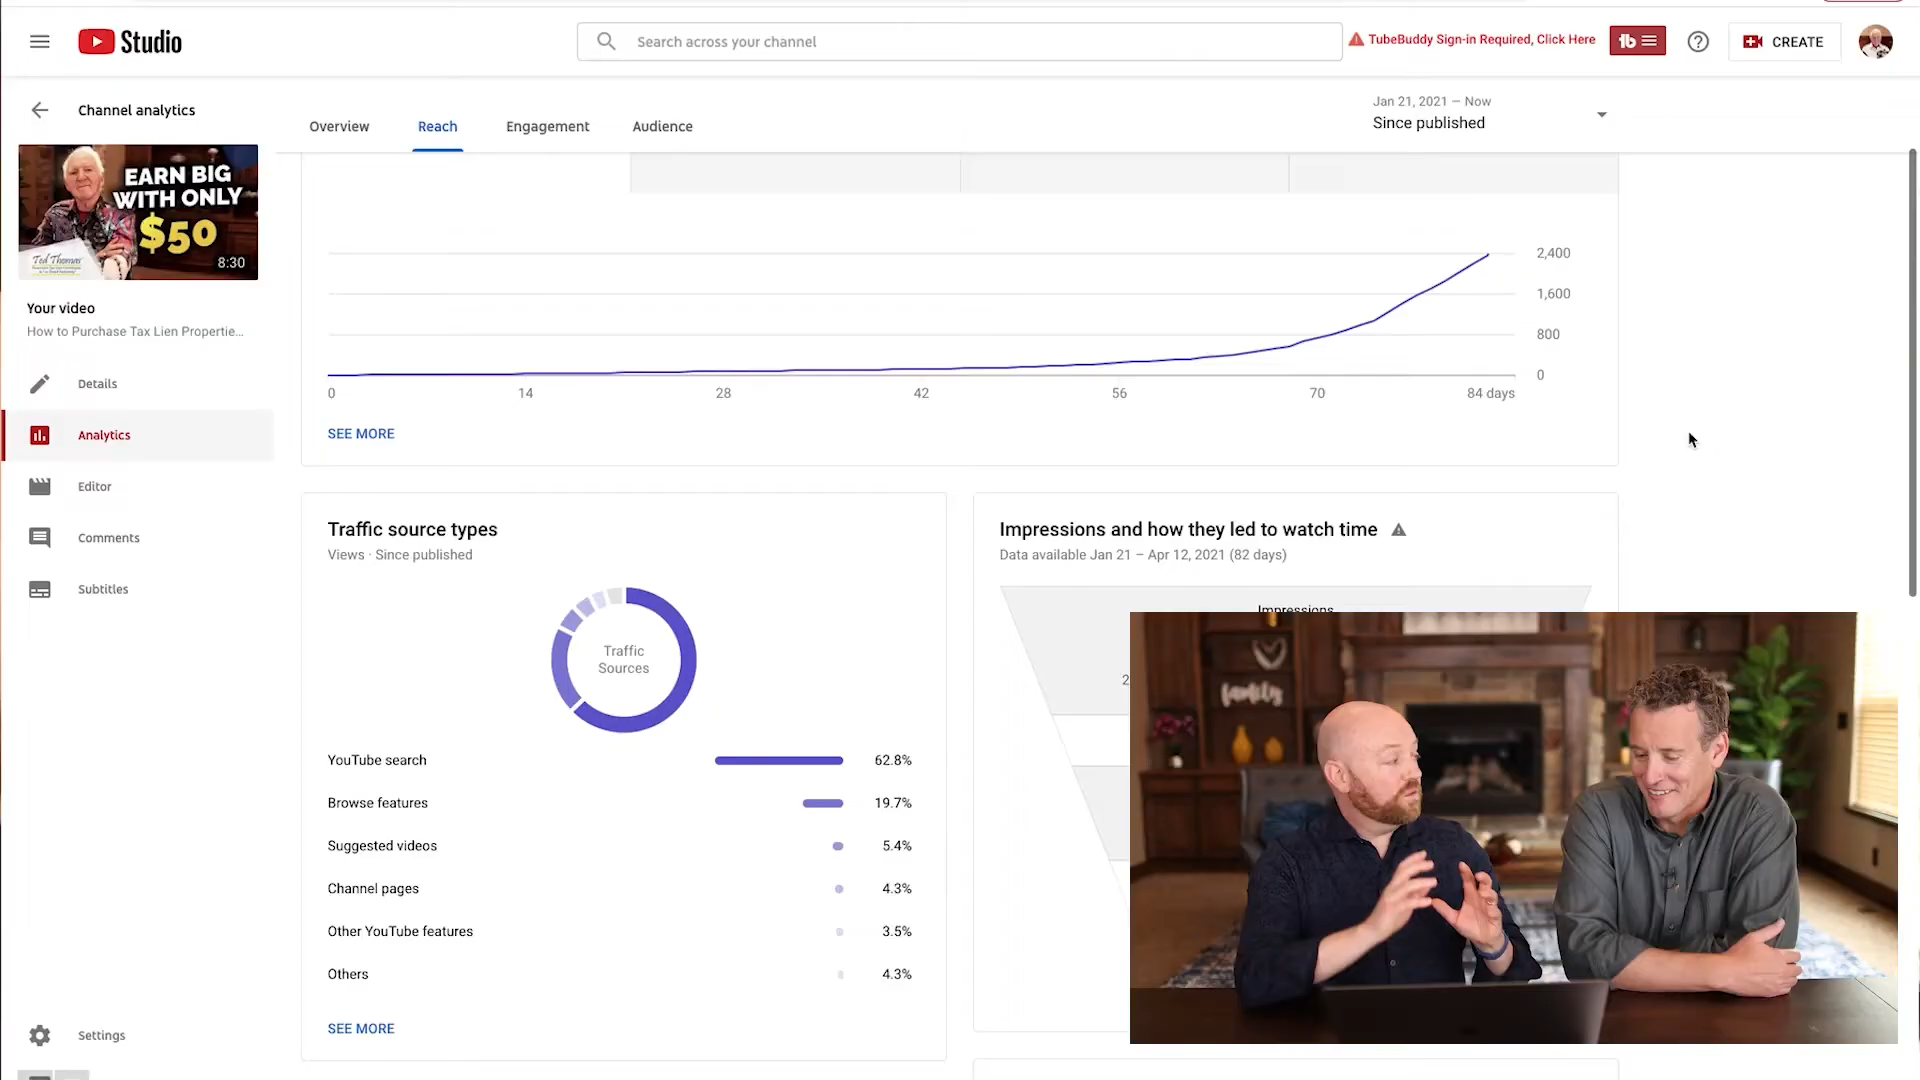 Studio
Search across your channel
TubeBuddy Sign-in Required, Click Here
tb
CREATE
Channel analytics
Overview
Reach
Engagement
Audience
Jan 21, 2021 – Now
Since published
EARN BIG
WITH ONLY
$50
Ted Thomas
8:30
Your video
How to Purchase Tax Lien Propertie...
Details
Analytics
Editor
Comments
Subtitles
Settings
2,400
1,600
800
0
0
14
28
42
56
70
84 days
SEE MORE
Traffic source types
Views · Since published
Traffic
Sources
YouTube search
62.8%
Browse features
19.7%
Suggested videos
5.4%
Channel pages
4.3%
Other YouTube features
3.5%
Others
4.3%
SEE MORE
Impressions and how they led to watch time
Data available Jan 21 – Apr 12, 2021 (82 days)
Impressions
2
family